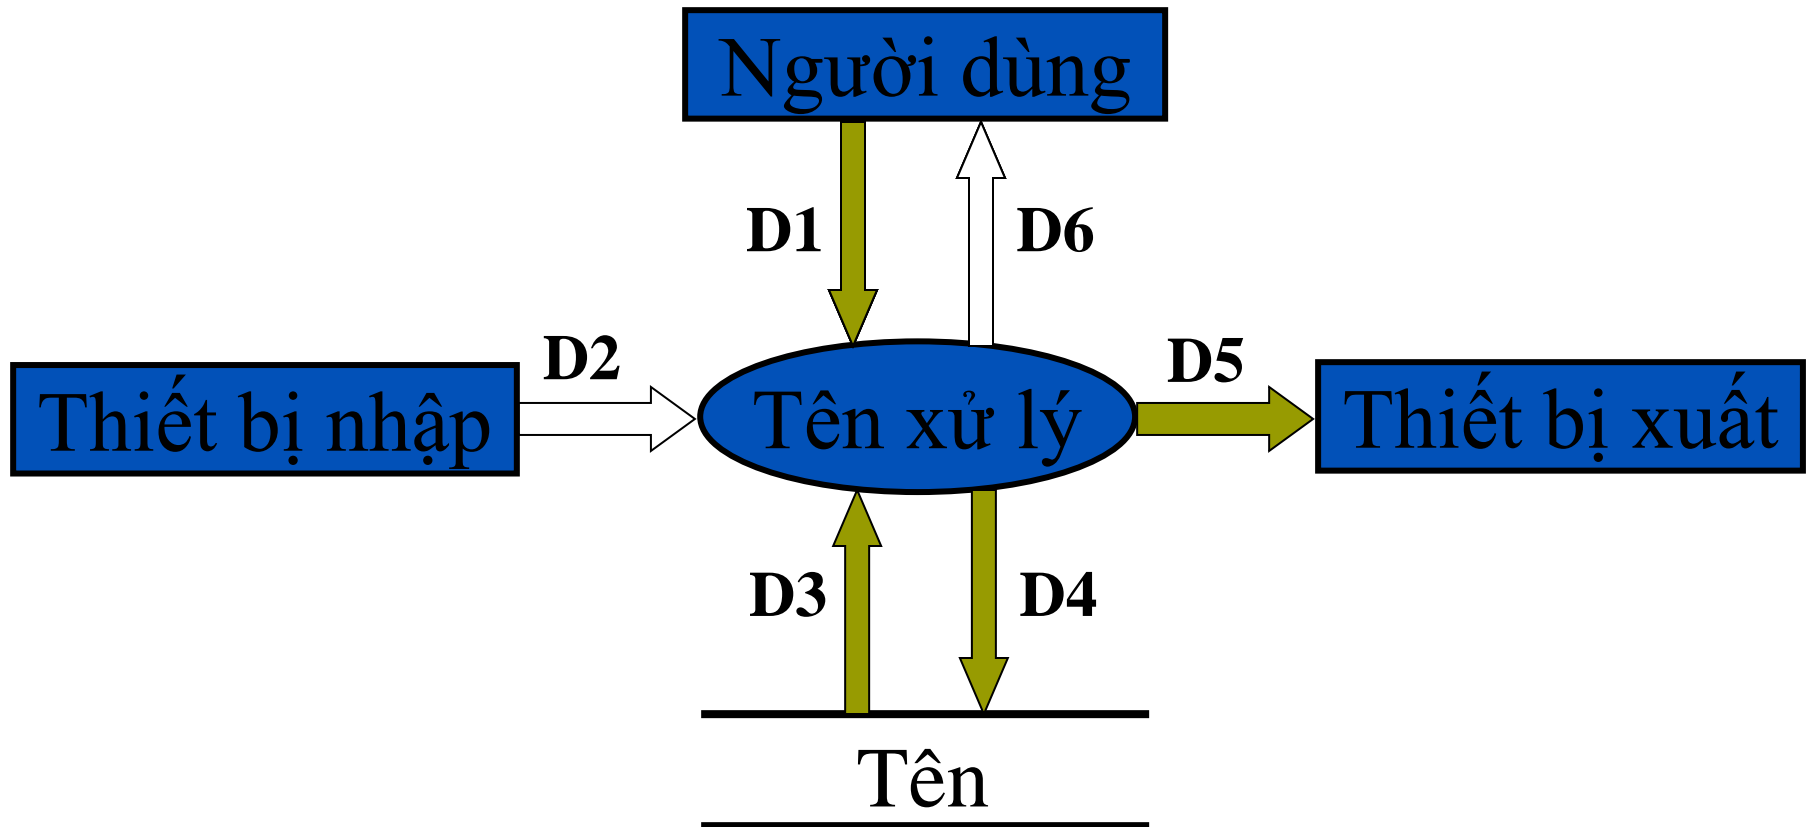 Người dùng
D1
D6
D2
D5
Thiết bị nhập
Tên xử lý
Thiết bị xuất
D3
D4
Tên